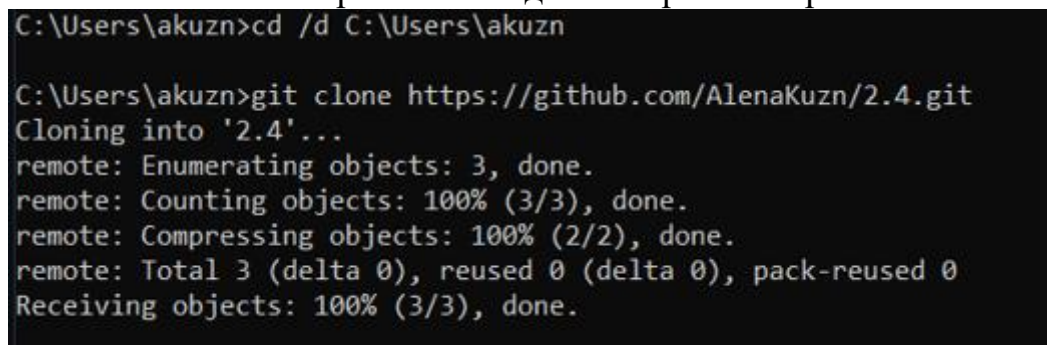 C:\Users\akuzn>cd /d C:\Users\akuzn
C:\Users\akuzn>git clone https://github.com/AlenaKuzn/2.4.git
Cloning into '2.4'...
remote: Enumerating objects: 3, done.
remote: Counting objects: 100% (3/3), done.
remote: Compressing objects: 100% (2/2), done.
remote: Total 3 (delta 0), reused 0 (delta 0), pack-reused 0
Receiving objects: 100% (3/3), done.